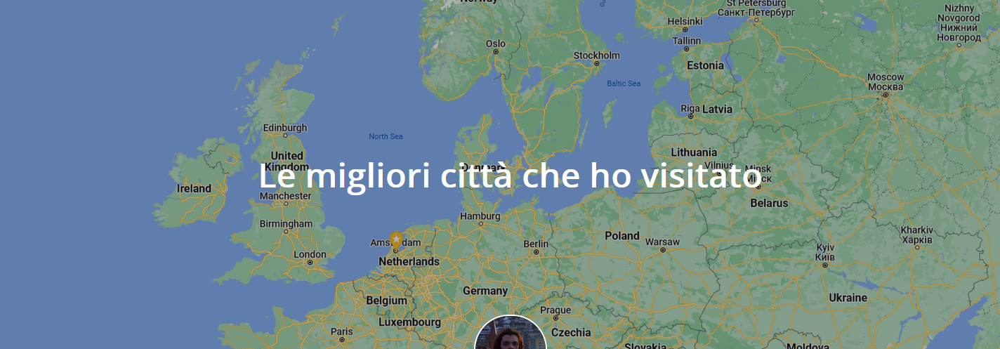 Norway
St Petersburg
Санкт-Петербург
Nizhny
Novgorod
Нижний
Новгород
Helsinki
Oslo
Tallinn
Stockholm
Estonia
Moscow
Москва
Baltic Sea
Riga
Latvia
Edinburgh
North Sea
United
Kingdom
Lithuania
Vilnius
Denmark
Minsk
Мінск
Le migliori città che ho visitato
Ireland
Manchester
Belarus
Hamburg
Birmingham
Kharkiv
Харків
Poland
Amsterdam
Berlin
Warsaw
Kyiv
Київ
London
Netherlands
Germany
Ukraine
Belgium
Prague
Luxembourg
Paris
Czechia
Slovakia
Moldova